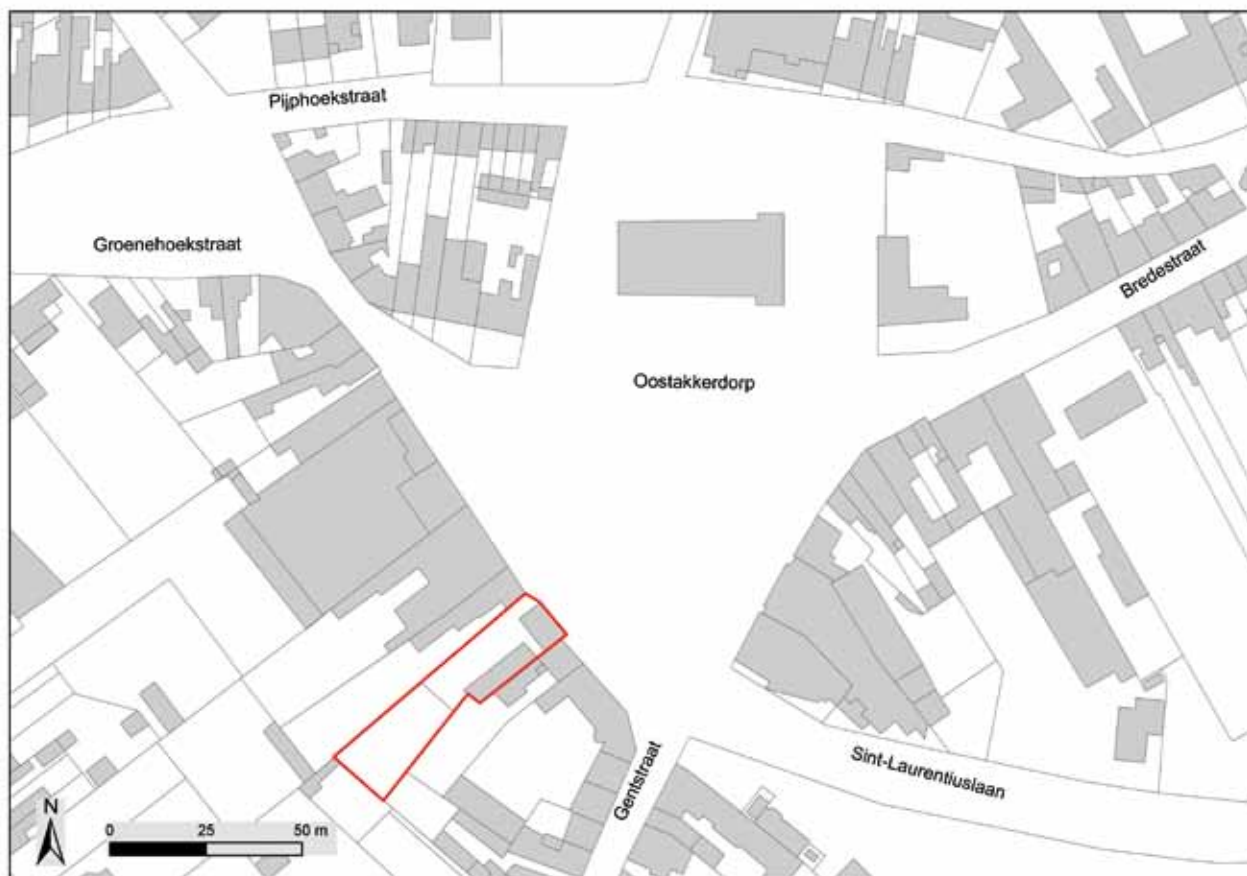 Pijphoekstraat
Groenehoekstraat
Bredestraat
Oostakkerdorp
Sint-Laurentiuslaan
Gentstraat
N
0 25 50 m